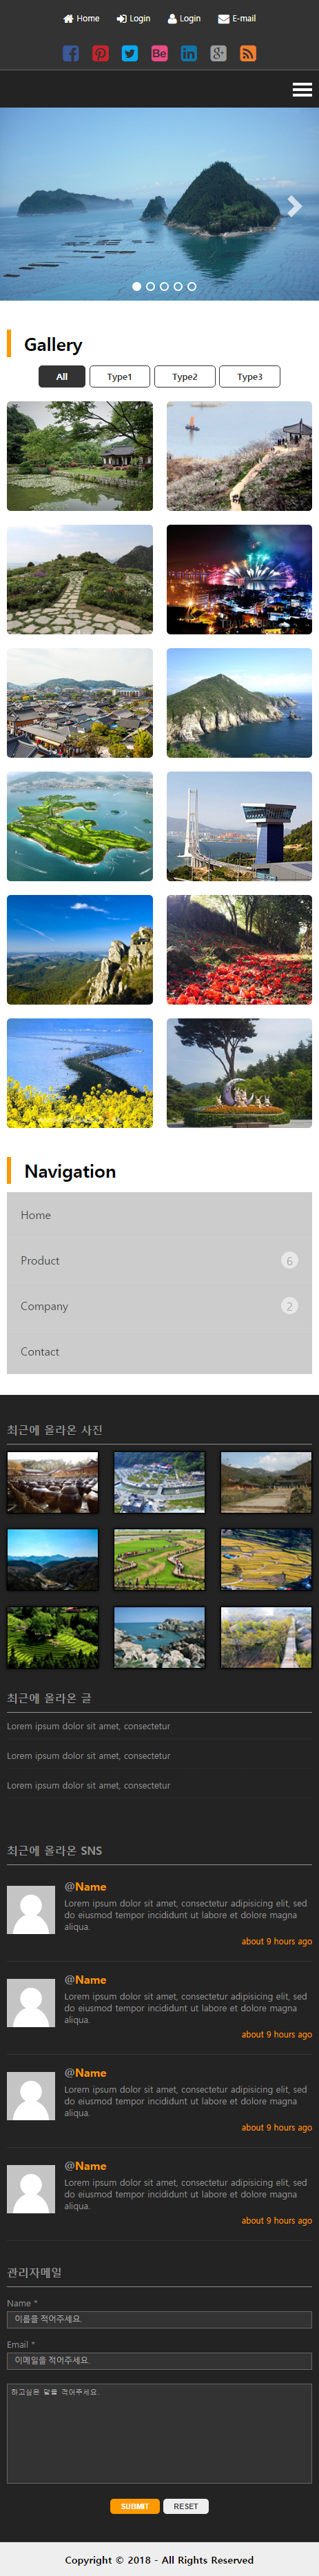 Home Login Login E-mail
Gallery
All Type1 Type2 Type3
Navigation
Home
Product 6
Company 2
Contact
최근에 올라온 사진
최근에 올라온 글
Lorem ipsum dolor sit amet, consectetur
Lorem ipsum dolor sit amet, consectetur
Lorem ipsum dolor sit amet, consectetur
최근에 올라온 SNS
@Name
Lorem ipsum dolor sit amet, consectetur adipisicing elit, sed
do eiusmod tempor incididunt ut labore et dolore magna
aliqua.
about 9 hours ago
@Name
Lorem ipsum dolor sit amet, consectetur adipisicing elit, sed
do eiusmod tempor incididunt ut labore et dolore magna
aliqua.
about 9 hours ago
@Name
Lorem ipsum dolor sit amet, consectetur adipisicing elit, sed
do eiusmod tempor incididunt ut labore et dolore magna
aliqua.
about 9 hours ago
@Name
Lorem ipsum dolor sit amet, consectetur adipisicing elit, sed
do eiusmod tempor incididunt ut labore et dolore magna
aliqua.
about 9 hours ago
관리자메일
Name *
이름을 적어주세요.
Email *
이메일을 적어주세요.
하고싶은 말을 적어주세요.
SUBMIT RESET
Copyright © 2018 - All Rights Reserved